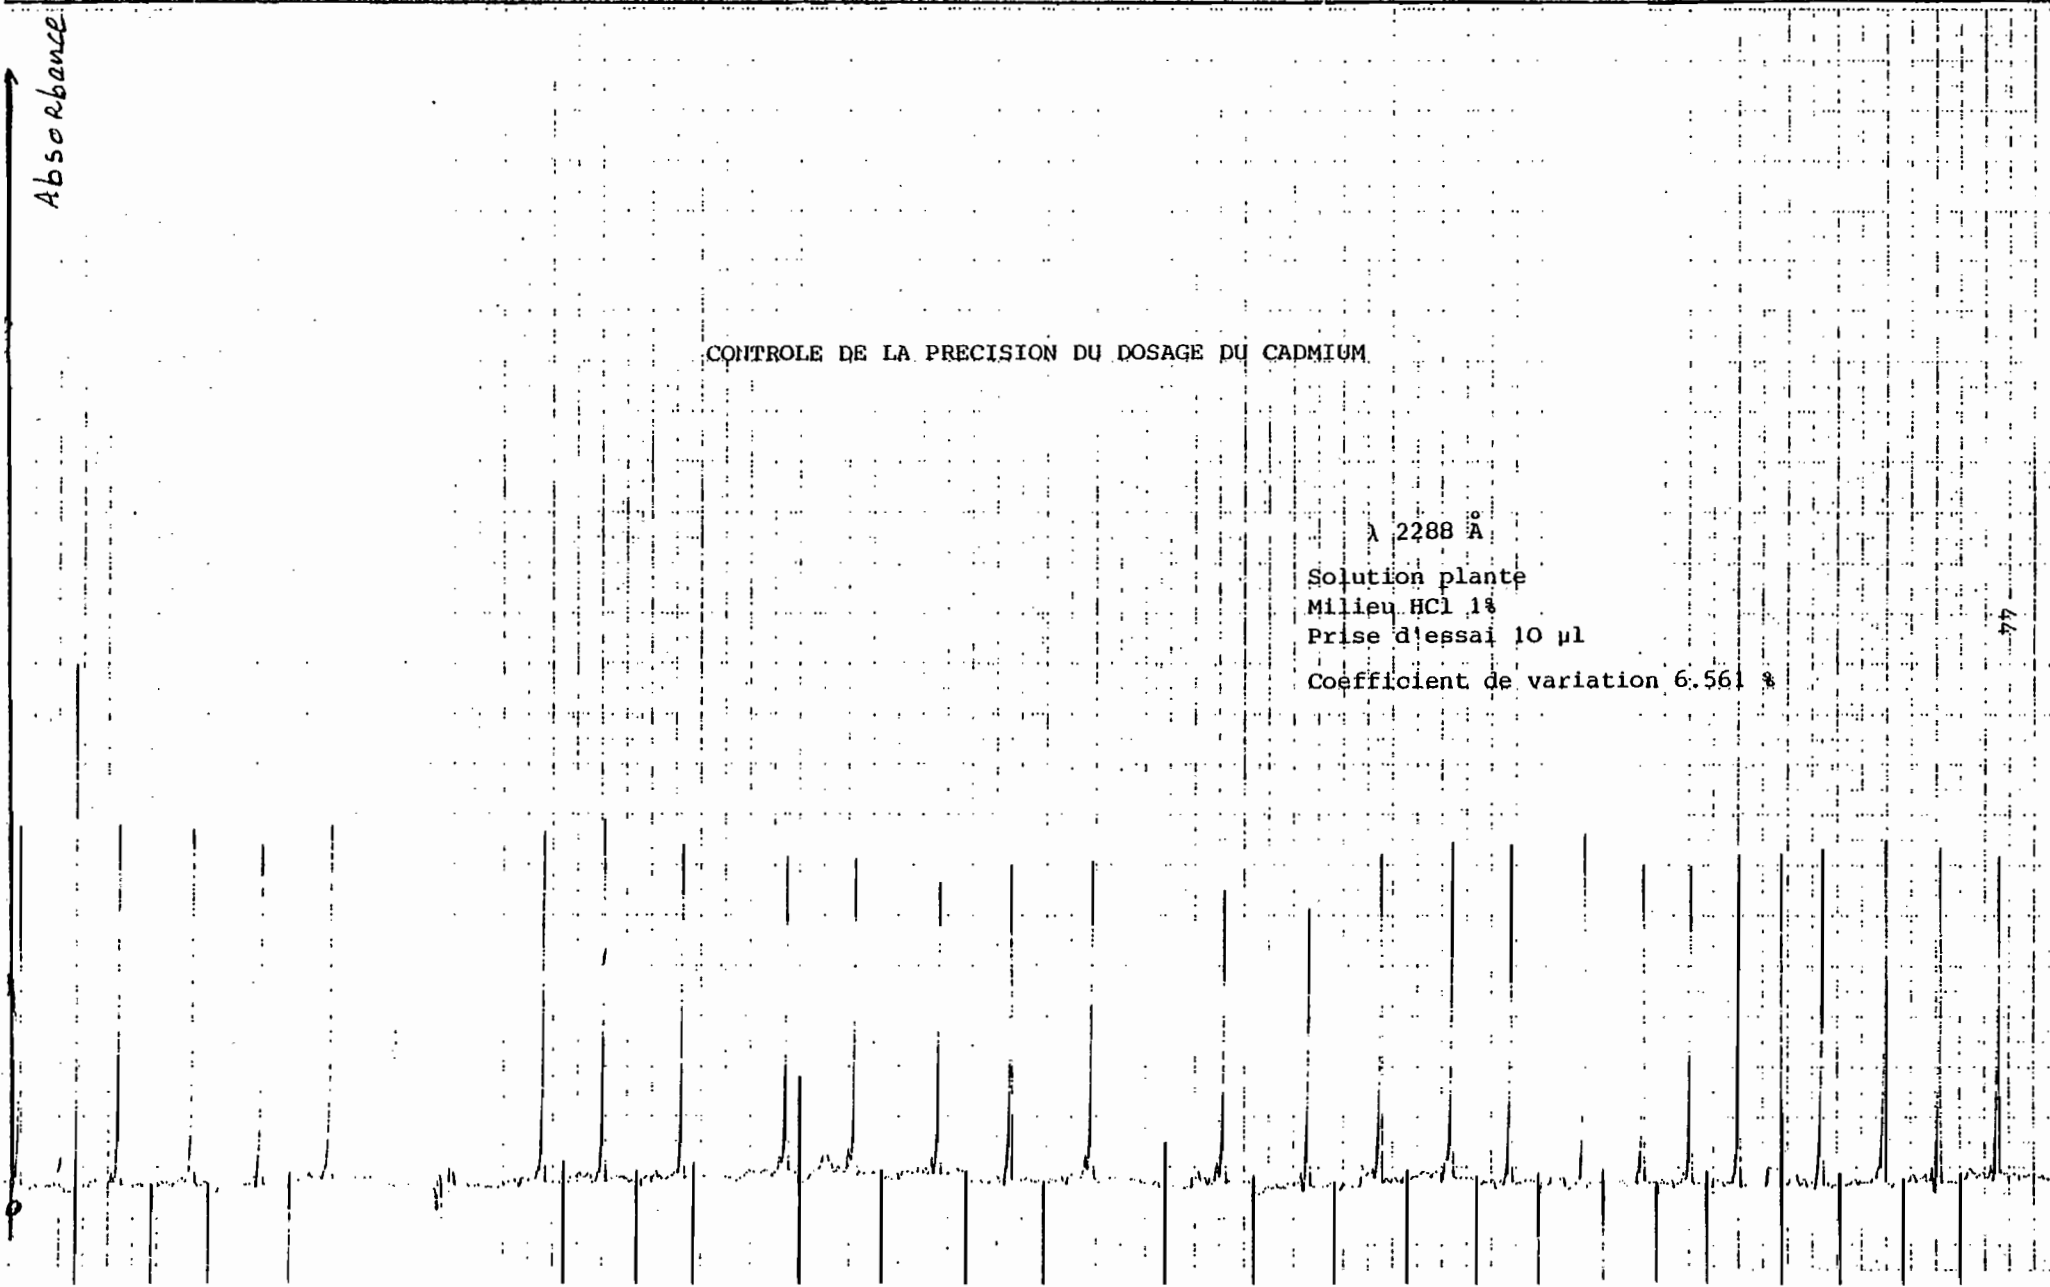 Absorbance
CONTROLE DE LA PRECISION DU DOSAGE DU CADMIUM
λ 2288 Å
Solution plante
Milieu HCl 1%
Prise d'essai 10 µl
Coefficient de variation 6.561 %
44
0